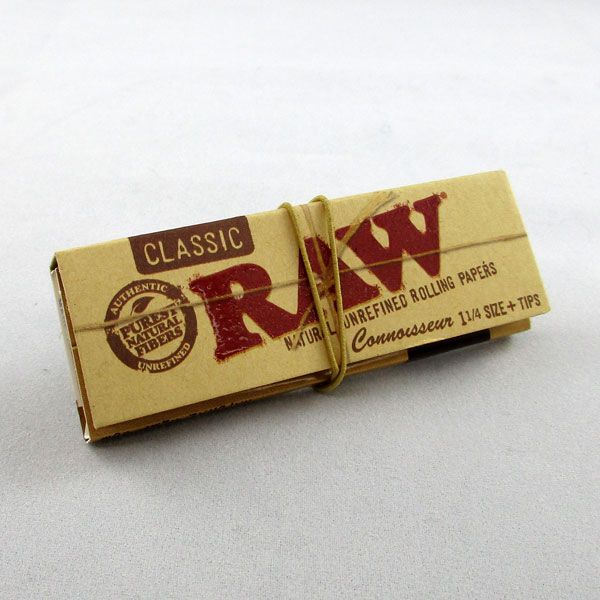 CLASSIC
AUTHENTIC
PUREST
NATURAL
FIBERS
UNREFINED
RAW
NATURAL UNREFINED ROLLING PAPERS
Connoisseur 1 1/4 SIZE + TIPS